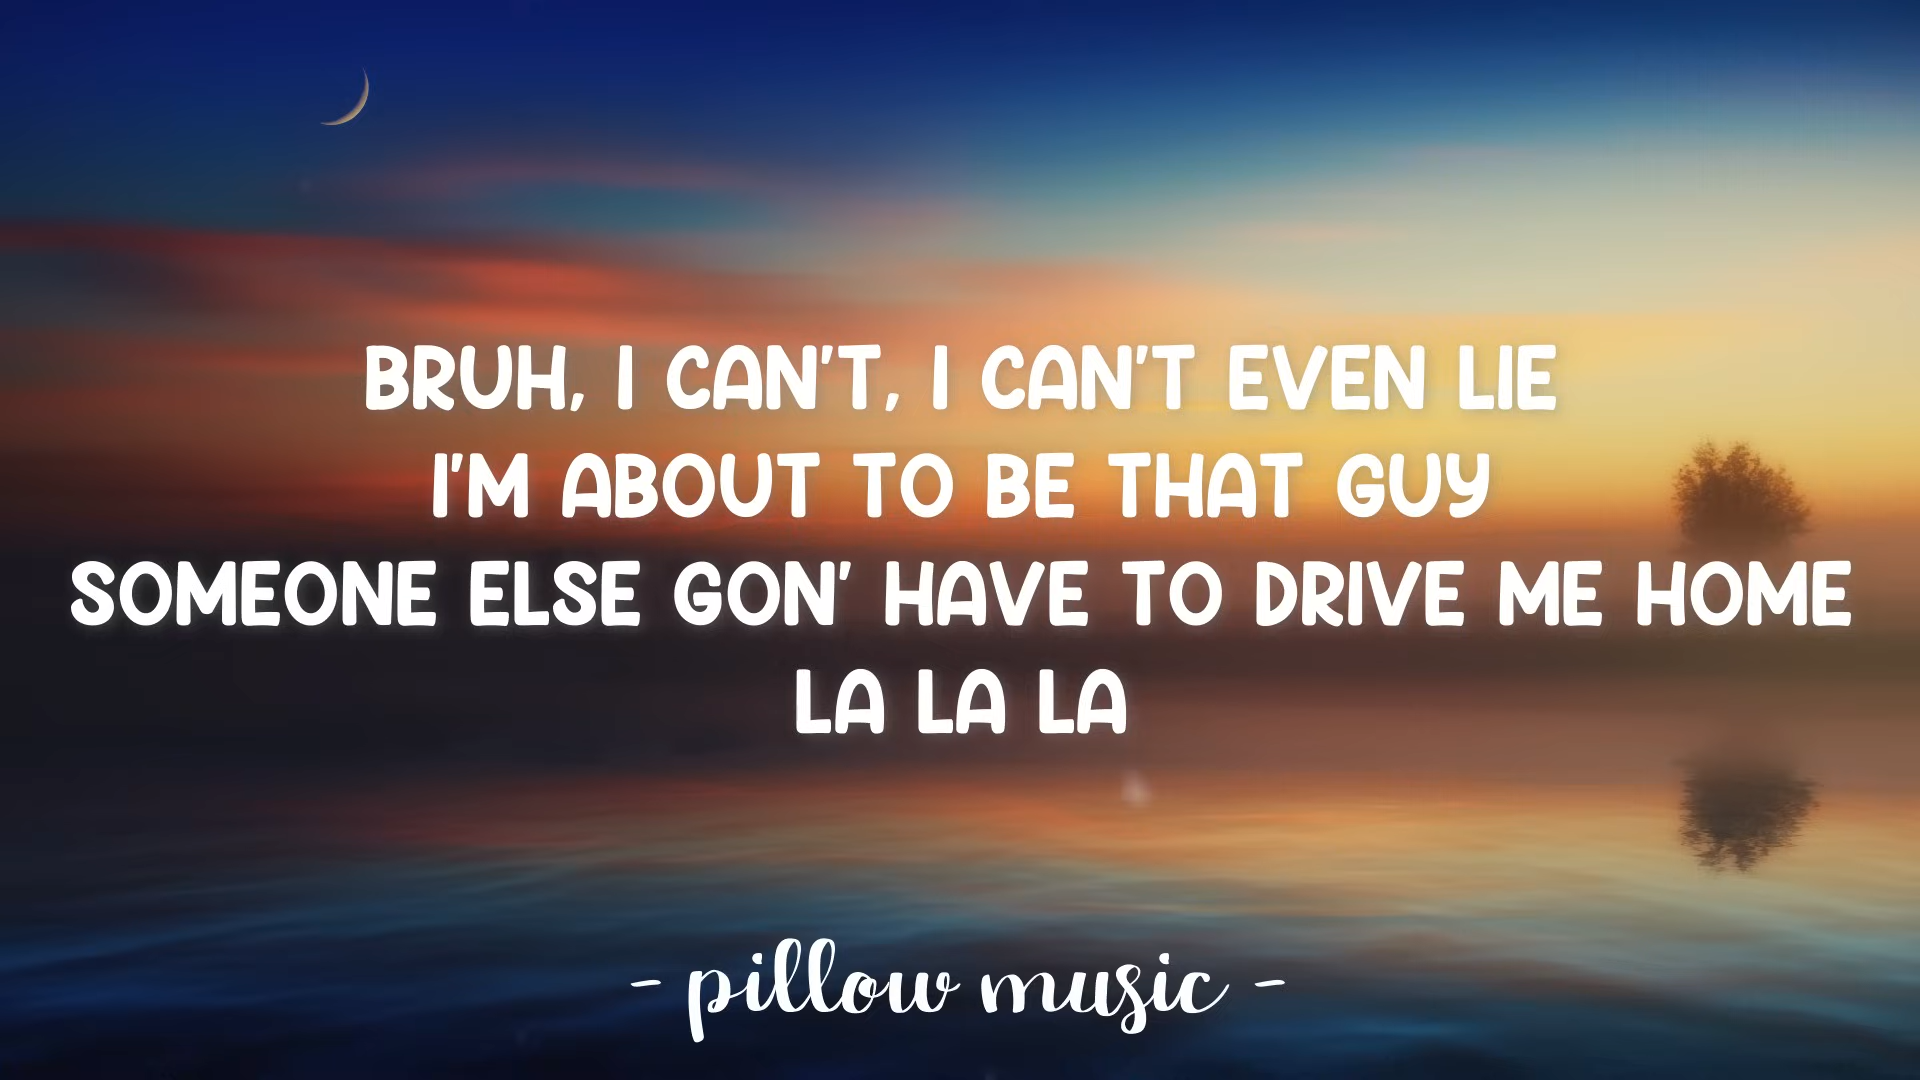 BRUH, I CAN'T, I CAN'T EVEN LIE
I'M ABOUT TO BE THAT GUY
SOMEONE ELSE GON' HAVE TO DRIVE ME HOME
LA LA LA
- pillow music -